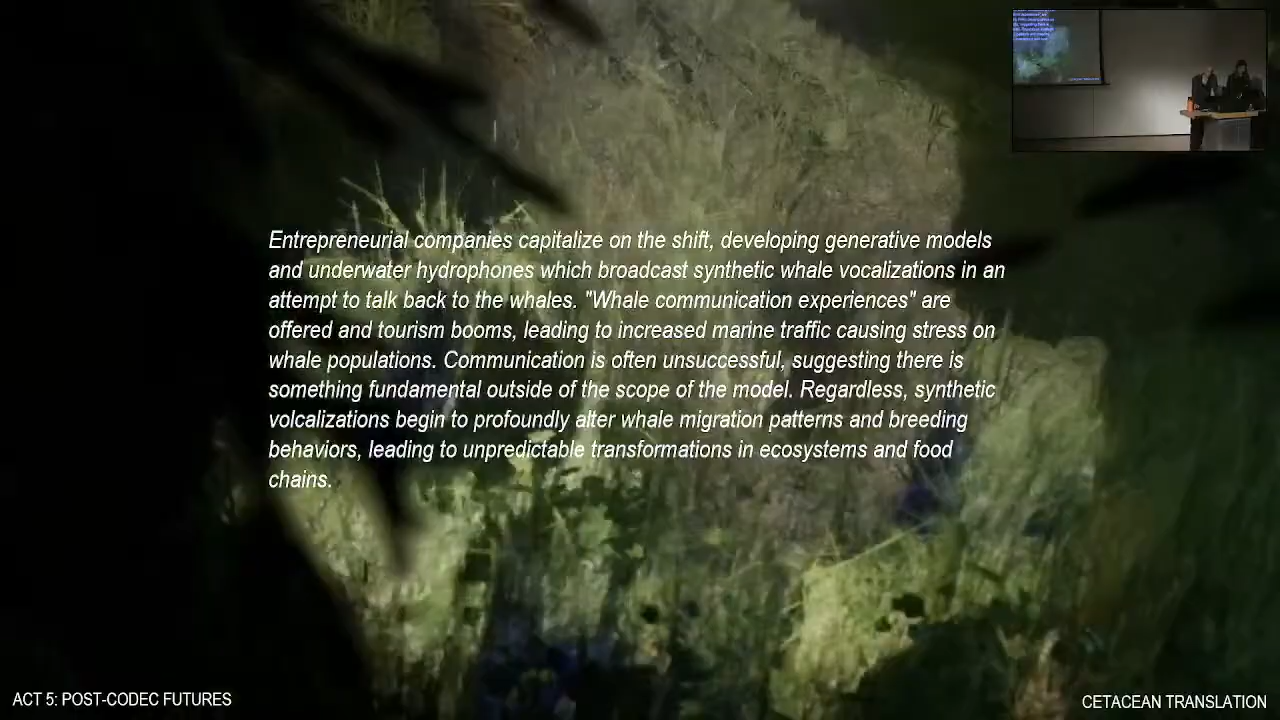 Entrepreneurial companies capitalize on the shift, developing generative models
and underwater hydrophones which broadcast synthetic whale vocalizations in an
attempt to talk back to the whales. "Whale communication experiences" are
offered and tourism booms, leading to increased marine traffic causing stress on
whale populations. Communication is often unsuccessful, suggesting there is
something fundamental outside of the scope of the model. Regardless, synthetic
volcalizations begin to profoundly alter whale migration patterns and breeding
behaviors, leading to unpredictable transformations in ecosystems and food
chains.
ACT 5: POST-CODEC FUTURES
CETACEAN TRANSLATION